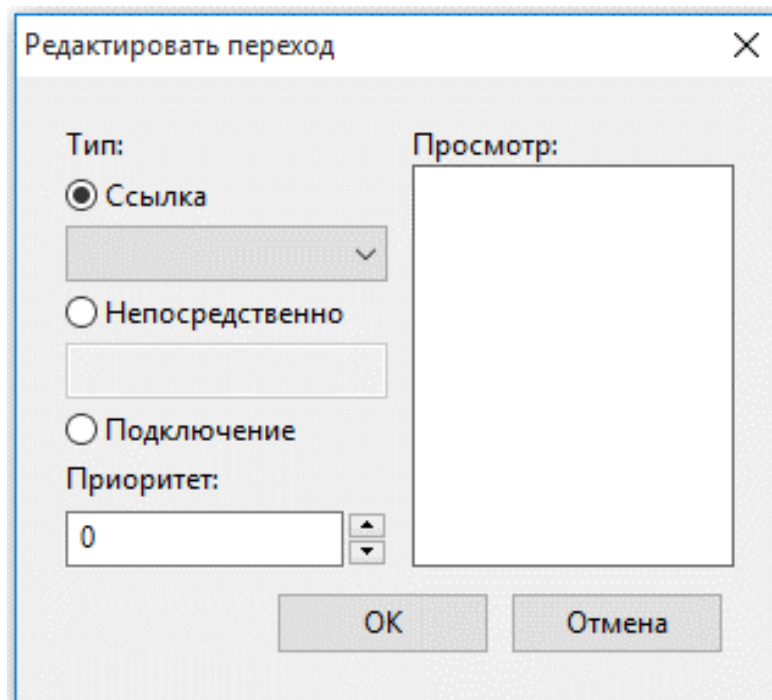 Редактировать переход
Тип:
Просмотр:
Ссылка
Непосредственно
Подключение
Приоритет:
0
OK
Отмена